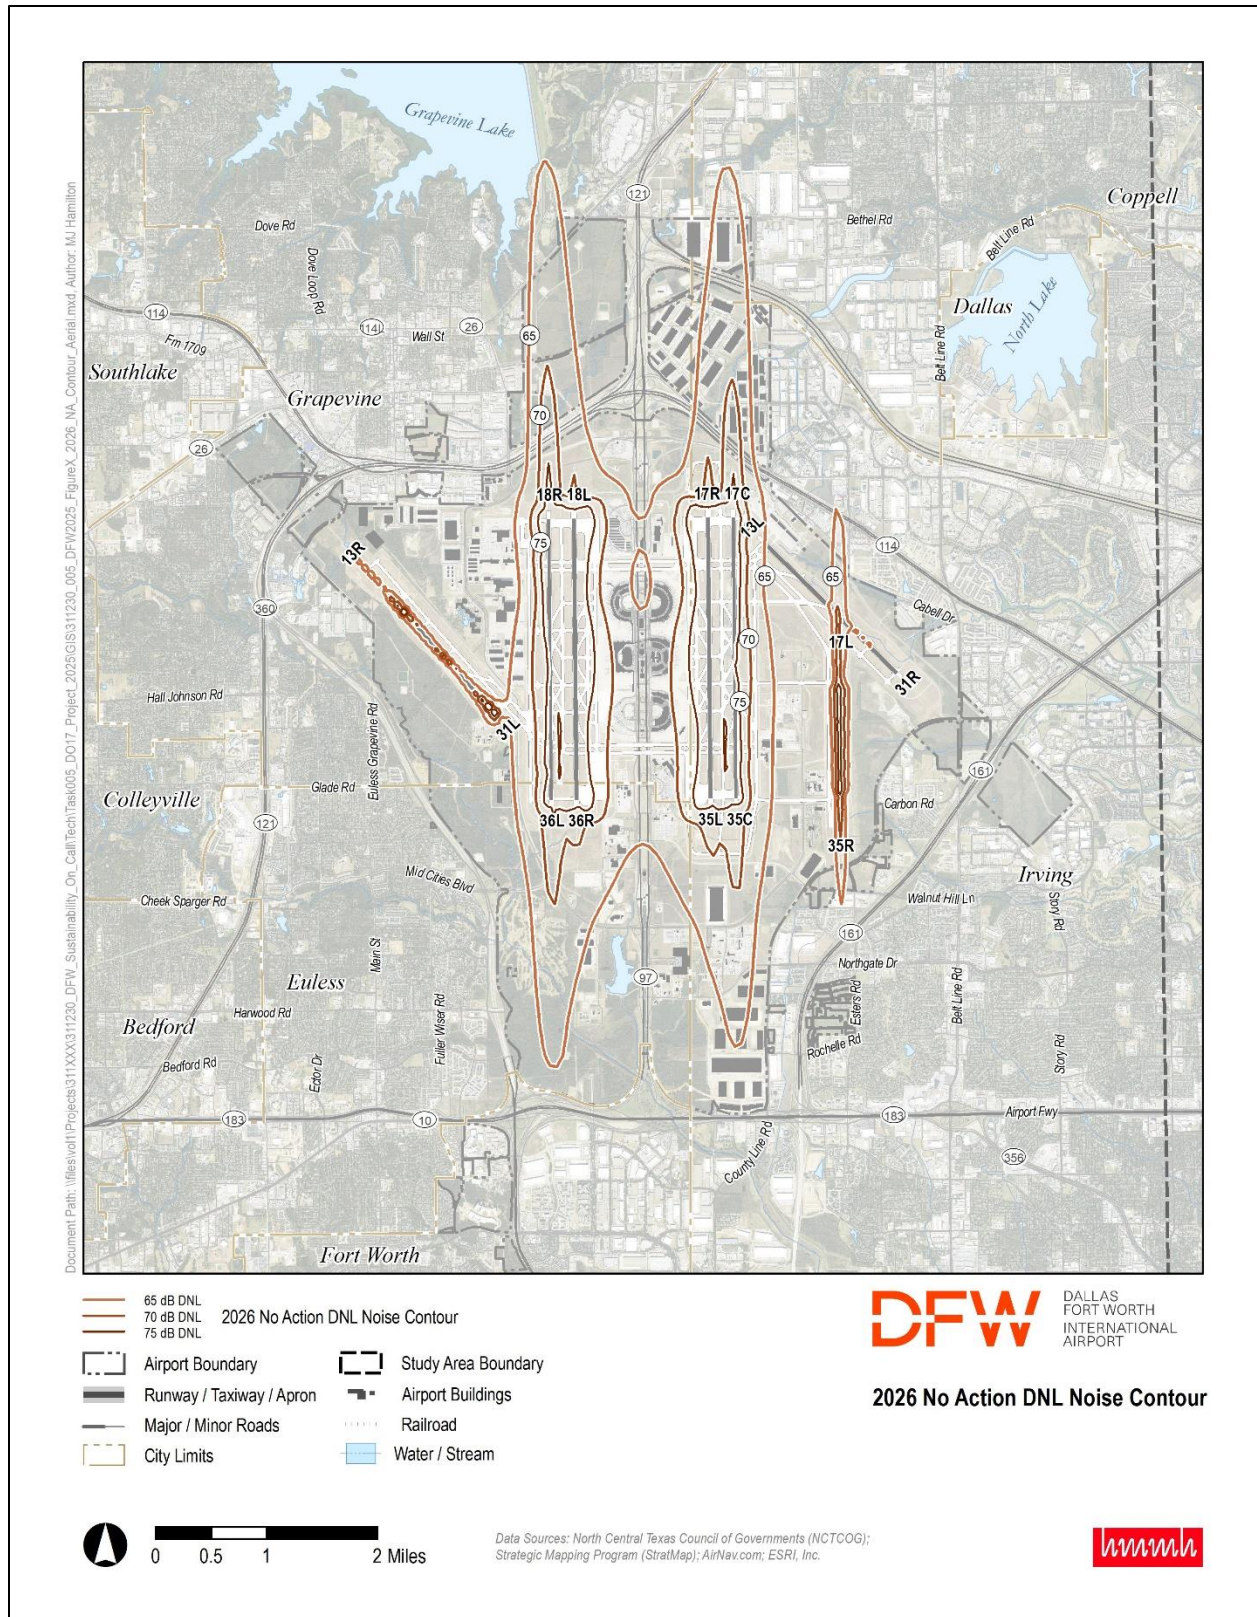 Grapevine Lake
121
Coppell
Dove Rd
Dove Loop Rd
Bethel Rd
Belt Line Rd
Dallas
North Lake
114
Fm 1709
114L
Wall St
26
65
Belt Line Rd
Southlake
Grapevine
70
26
18R 18L
17R 17C
13L
75
13R
114
65
65
360
Cabell Dr
17L
70
31R
Hall Johnson Rd
Euless Grapevine Rd
75
31L
161
Glade Rd
Colleyville
Carbon Rd
121
36L 36R
35L 35C
35R
Mid Cities Blvd
Irving
Cheek Sparger Rd
Walnut Hill Ln
Story Rd
161
Main St
Northgate Dr
97
Euless
Esters Rd
Belt Line Rd
Harwood Rd
Fuller Wiser Rd
Bedford
Rochelle Rd
Bedford Rd
Ector Dr
Story Rd
183
10
183
Airport Fwy
County Line Rd
356
Fort Worth
Document Path: \\files\vol1\Projects\311XXX\311230_DFW_Sustainability_On_Call\Tech\Task005_DO17_Project_2025\GIS\311230_005_DFW2025_FigureX_2026_NA_Contour_Aerial.mxd_Author: MJ Hamilton
65 dB DNL
70 dB DNL
75 dB DNL
2026 No Action DNL Noise Contour
Airport Boundary
Study Area Boundary
Runway / Taxiway / Apron
Airport Buildings
Major / Minor Roads
Railroad
City Limits
Water / Stream
DFW
DALLAS
FORT WORTH
INTERNATIONAL
AIRPORT
2026 No Action DNL Noise Contour
0 0.5 1 2 Miles
Data Sources: North Central Texas Council of Governments (NCTCOG);
Strategic Mapping Program (StratMap); AirNav.com; ESRI, Inc.
hmmh